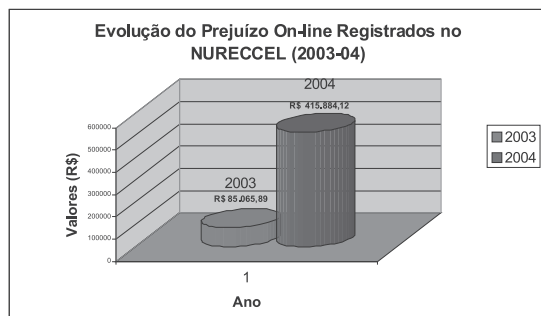 Evolução do Prejuízo On-line Registrados no
NURECCEL (2003-04)
2004
R$ 415.884,12
2003
R$ 85.065,89
Valores (R$)
600000
500000
400000
300000
200000
100000
0
1
Ano
2003
2004